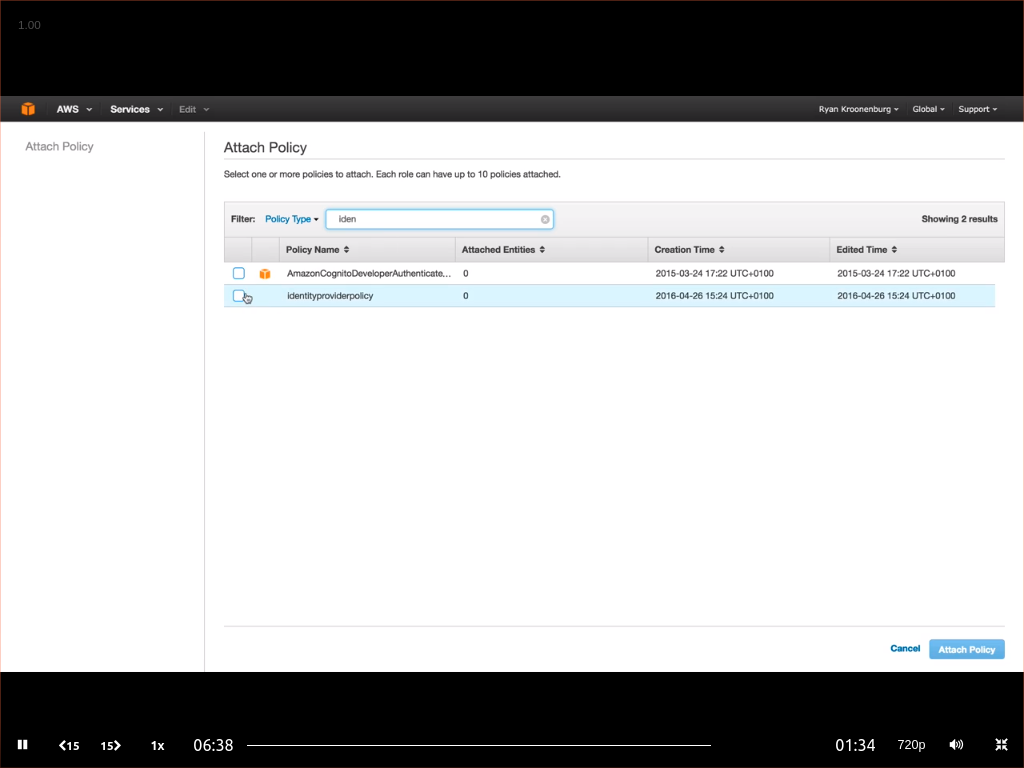 1.00
AWS Services Edit Ryan Kroonenburg Global Support
Attach Policy
Attach Policy
Select one or more policies to attach. Each role can have up to 10 policies attached.
Filter: Policy Type iden Showing 2 results
Policy Name Attached Entities Creation Time Edited Time
AmazonCognitoDeveloperAuthenticate... 0 2015-03-24 17:22 UTC+0100 2015-03-24 17:22 UTC+0100
identityproviderpolicy 0 2016-04-26 15:24 UTC+0100 2016-04-26 15:24 UTC+0100
Cancel Attach Policy
15 15 1x 06:38 01:34 720p